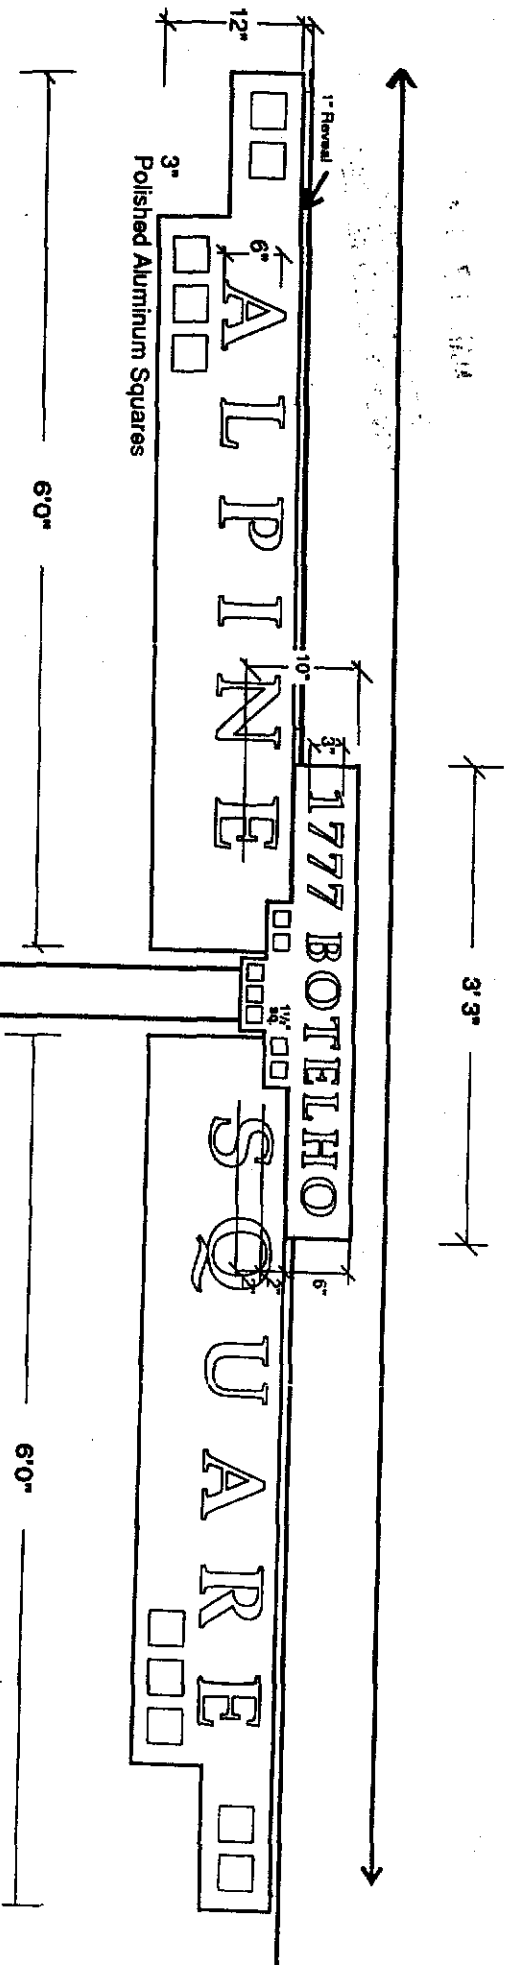 3'3"
1777 BOTELHO
3"
10"
6"
12"
1" Reveal
6"
ALPINE SQUARE
2"
2"
1½"
sq.
3"
Polished Aluminum Squares
6'0"
6'0"